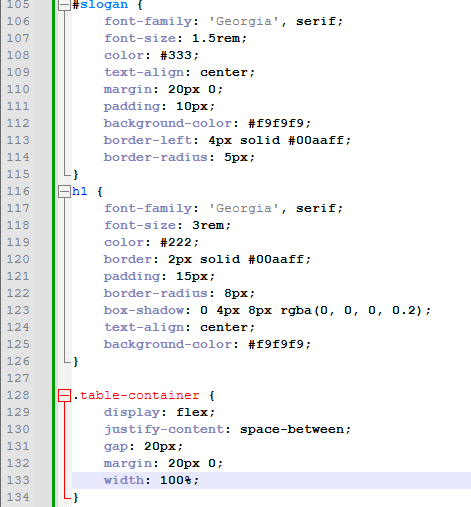 105 #slogan {
106     font-family: 'Georgia', serif;
107     font-size: 1.5rem;
108     color: #333;
109     text-align: center;
110     margin: 20px 0;
111     padding: 10px;
112     background-color: #f9f9f9;
113     border-left: 4px solid #00aaff;
114     border-radius: 5px;
115 }
116 h1 {
117     font-family: 'Georgia', serif;
118     font-size: 3rem;
119     color: #222;
120     border: 2px solid #00aaff;
121     padding: 15px;
122     border-radius: 8px;
123     box-shadow: 0 4px 8px rgba(0, 0, 0, 0.2);
124     text-align: center;
125     background-color: #f9f9f9;
126 }
127
128 .table-container {
129     display: flex;
130     justify-content: space-between;
131     gap: 20px;
132     margin: 20px 0;
133     width: 100%;
134 }